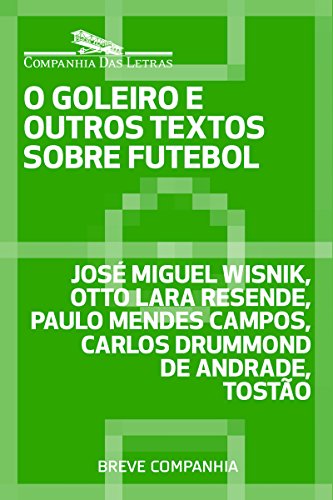 COMPANHIA DAS LETRAS
O GOLEIRO E
OUTROS TEXTOS
SOBRE FUTEBOL
JOSÉ MIGUEL WISNIK,
OTTO LARA RESENDE,
PAULO MENDES CAMPOS,
CARLOS DRUMMOND
DE ANDRADE,
TOSTÃO
BREVE COMPANHIA